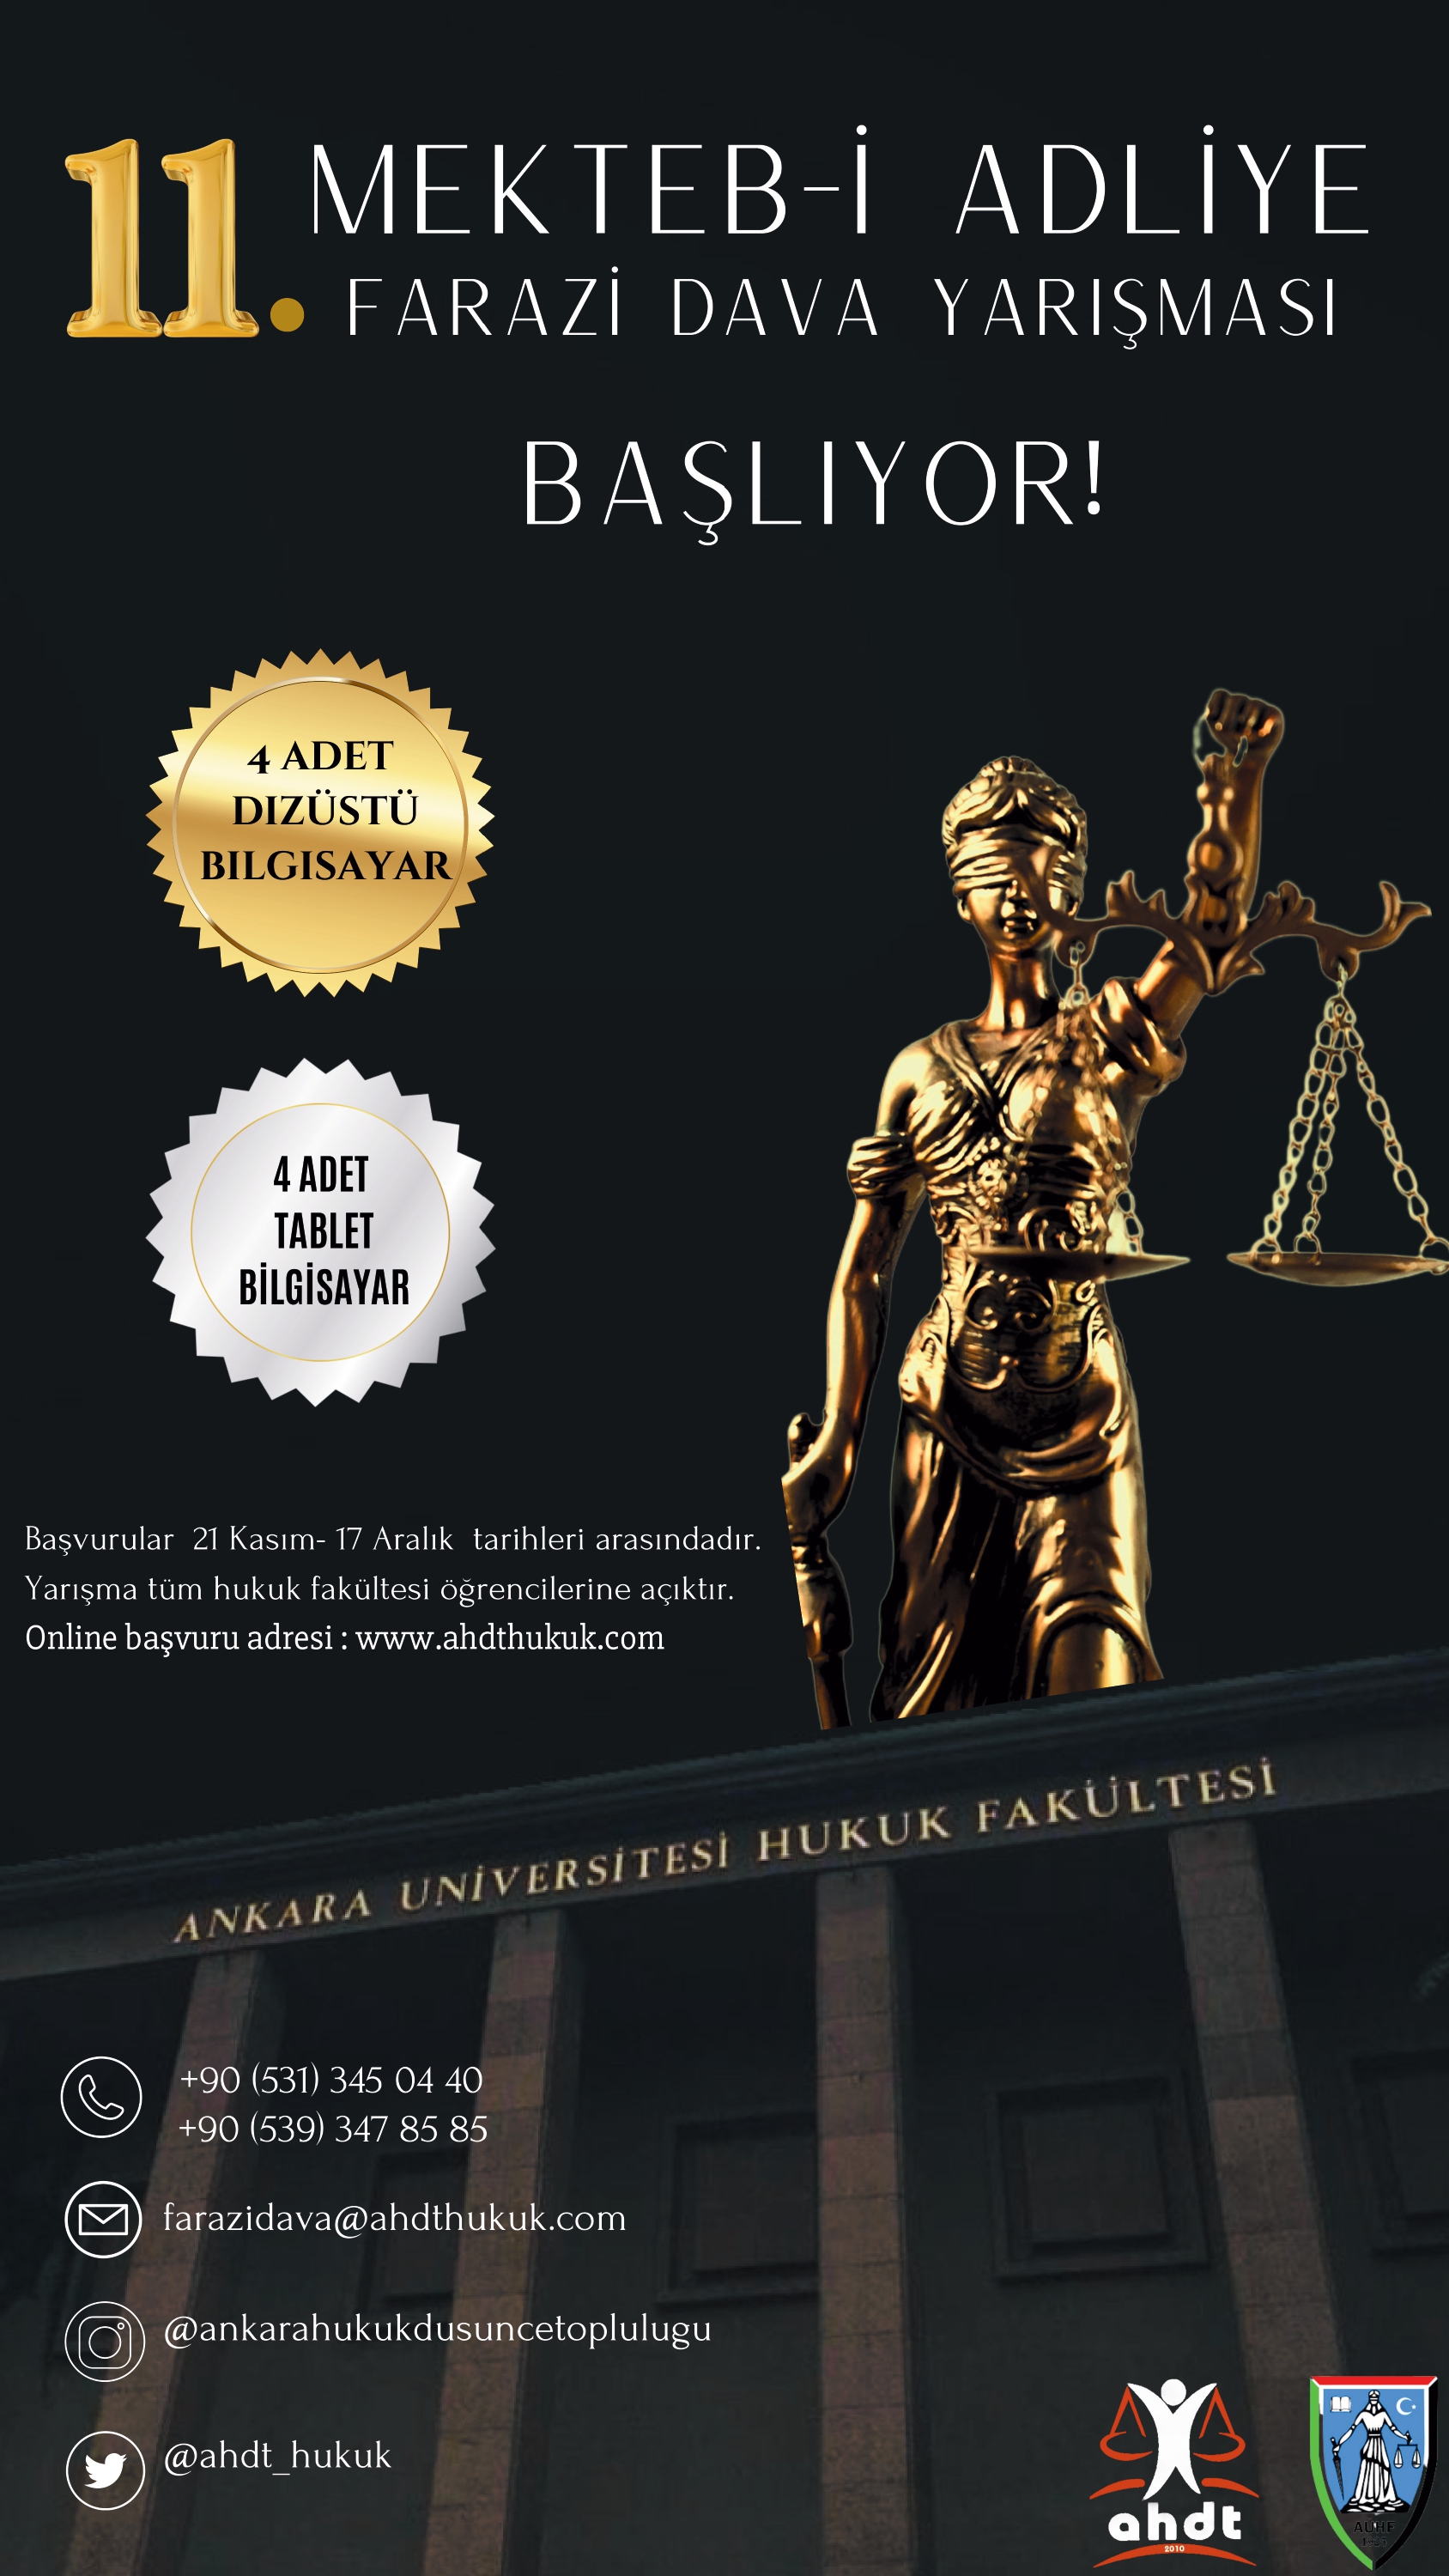 11. MEKTEB-İ ADLİYE
FARAZİ DAVA YARIŞMASI
BAŞLIYOR!
4 ADET
DIZÜSTÜ
BILGISAYAR
4 ADET
TABLET
BİLGİSAYAR
Başvurular 21 Kasım- 17 Aralık tarihleri arasındadır.
Yarışma tüm hukuk fakültesi öğrencilerine açıktır.
Online başvuru adresi : www.ahdthukuk.com
ANKARA UNİVERSİTESİ HUKUK FAKÜLTESİ
+90 (531) 345 04 40
+90 (539) 347 85 85
farazidava@ahdthukuk.com
@ankarahukukdusuncetoplulugu
@ahdt_hukuk
ahdt
2010
AUHF